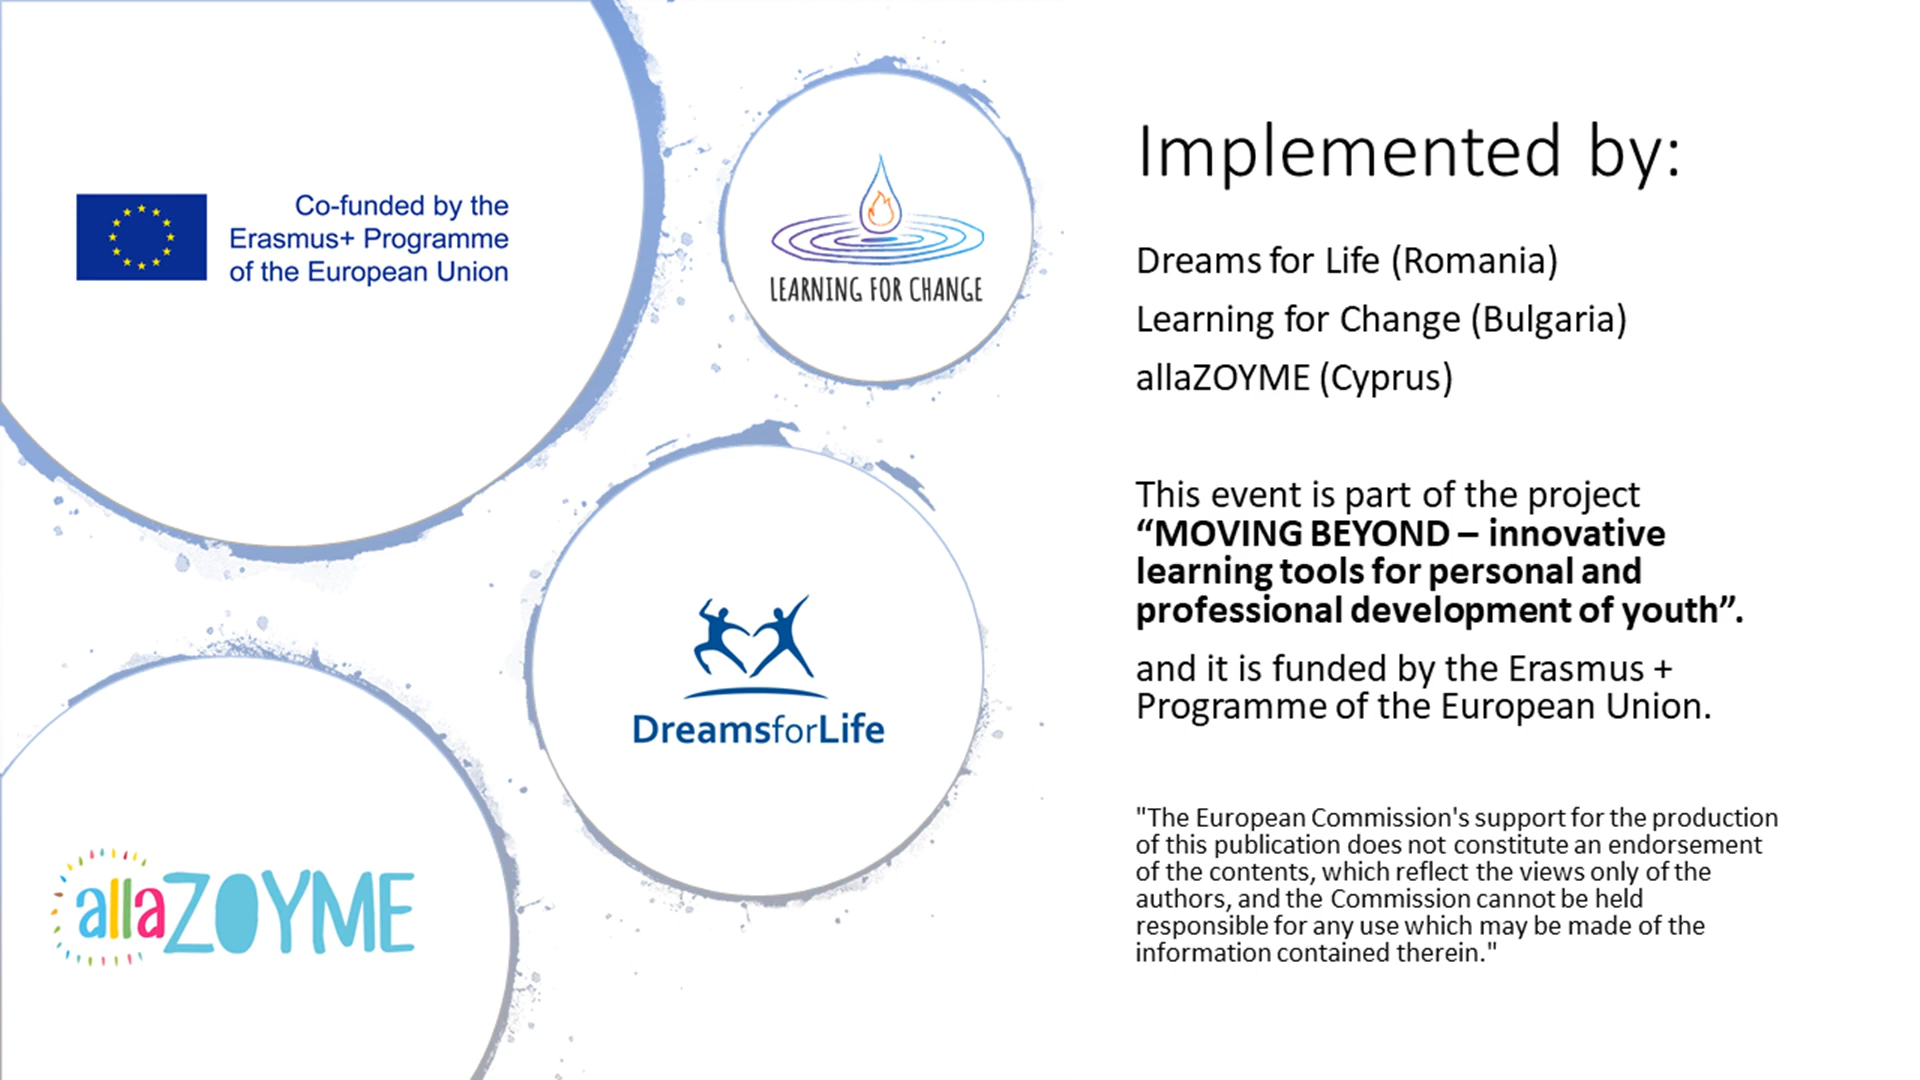 Co-funded by the
Erasmus+ Programme
of the European Union
LEARNING FOR CHANGE
DreamsforLife
allaZOYME
Implemented by:
Dreams for Life (Romania)
Learning for Change (Bulgaria)
allaZOYME (Cyprus)
This event is part of the project
“MOVING BEYOND – innovative
learning tools for personal and
professional development of youth”.
and it is funded by the Erasmus +
Programme of the European Union.
"The European Commission's support for the production
of this publication does not constitute an endorsement
of the contents, which reflect the views only of the
authors, and the Commission cannot be held
responsible for any use which may be made of the
information contained therein."